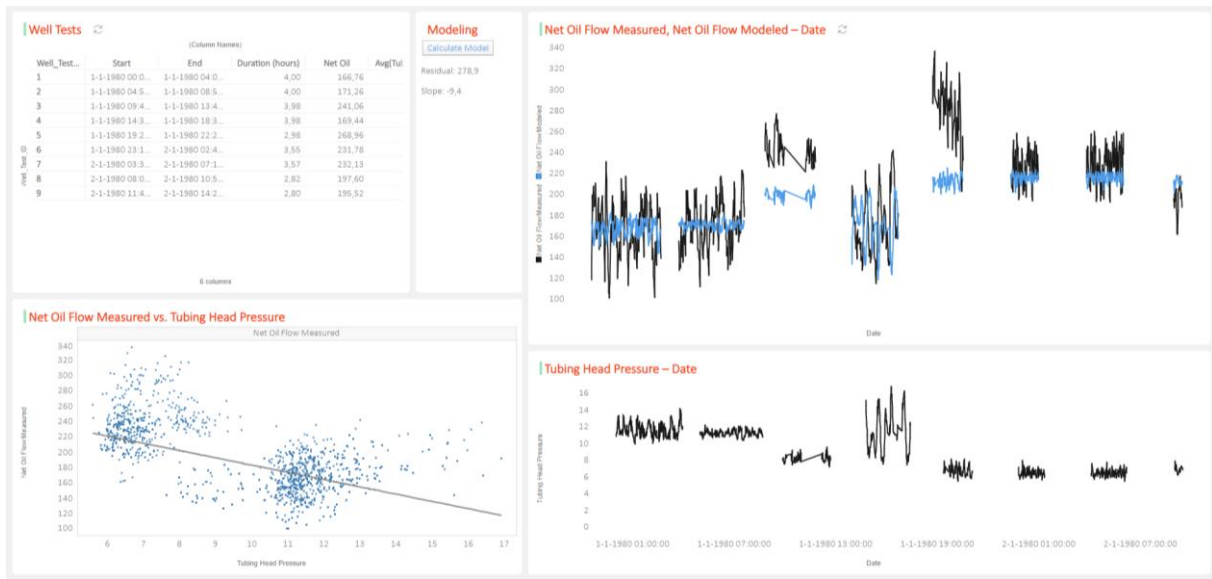 Well Tests
(Column Names)
Well_Test... Start End Duration (hours) Net Oil Avg(Tul
1 1-1-1980 00:0... 1-1-1980 04:0... 4,00 166,76
2 1-1-1980 04:5... 1-1-1980 08:5... 4,00 171,26
3 1-1-1980 09:4... 1-1-1980 13:4... 3,98 241,06
4 1-1-1980 14:3... 1-1-1980 18:3... 3,98 169,44
5 1-1-1980 19:2... 1-1-1980 22:2... 2,98 268,96
6 1-1-1980 23:1... 2-1-1980 02:4... 3,55 231,78
7 2-1-1980 03:3... 2-1-1980 07:1... 3,57 232,13
8 2-1-1980 08:0... 2-1-1980 10:5... 2,82 197,60
9 2-1-1980 11:4... 2-1-1980 14:2... 2,80 195,52
6 columns
Modeling
Calculate Model
Residual: 278,9
Slope: -9,4
Net Oil Flow Measured, Net Oil Flow Modeled – Date
340
320
300
280
260
240
220
200
180
160
140
120
100
Net Oil Flow Measured
Net Oil Flow Modeled
Date
Net Oil Flow Measured vs. Tubing Head Pressure
Net Oil Flow Measured
340
320
300
280
260
240
220
200
180
160
140
120
100
Net Oil Flow Measured
6 7 8 9 10 11 12 13 14 15 16 17
Tubing Head Pressure
Tubing Head Pressure – Date
16
14
12
10
8
6
4
2
0
Tubing Head Pressure
1-1-1980 01:00:00 1-1-1980 07:00:00 1-1-1980 13:00:00 1-1-1980 19:00:00 2-1-1980 01:00:00 2-1-1980 07:00:00
Date